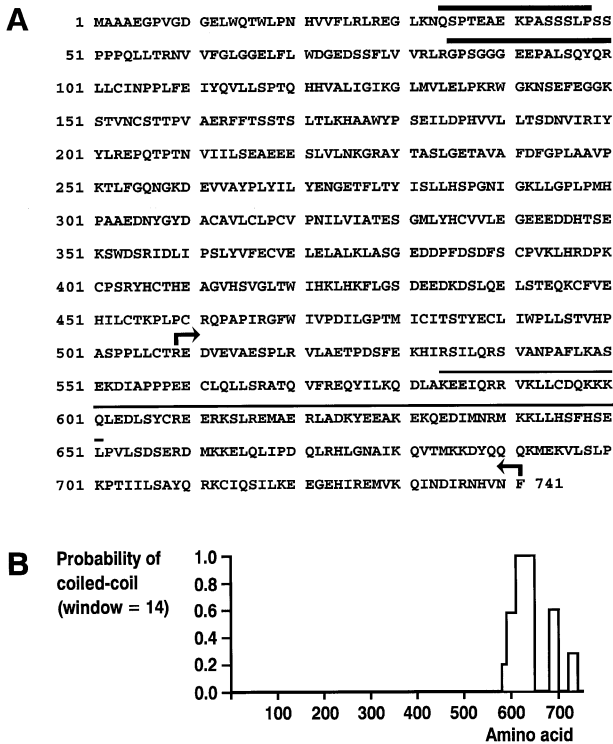 A
1 MAAAEGPVGD GELWQTWLPN HVVFLRLREG LKNQSPTEAE KPASSSLPSS
51 PPPQLLTRNV VFGLGGELFL WDGEDSSFLV VRLRGPSGGG EEPALSQYQR
101 LLCINPPLFE IYQVLLSPTQ HHVALIGIKG LMVLELPKRW GKNSEFEGGK
151 STVNCSTTPV AERFFTSSTS LTLKHAAWYP SEILDPHVVL LTSDNVIRIY
201 YLREPQTPTN VIILSEAEEE SLVLNKGRAY TASLGETAVA FDFGPLAAVP
251 KTLFGQNGKD EVVAYPLYIL YENGETFLTY ISLLHSPGNI GKLLGPLPMH
301 PAAEDNYGYD ACAVLCLPCV PNILVIATES GMLYHCVVLE GEEEDDHTSE
351 KSWDSRIDLI PSLYVFECVE LELALKLASG EDDPFDSDFS CPVKLHRDPK
401 CPSRYHCTHE AGVHSVGLTW IHKLHKFLGS DEEDKDSLQE LSTEQKCFVE
451 HILCTKPLPC RQPAPIRGFW IVPDILGPTM ICITSTYECL IWPLLSTVHP
501 ASPPLLCTRE DVEVAESPLR VLAETPDSFE KHIRSILQRS VANPAFLKAS
551 EKDIAPPPEE CLQLLSRATQ VFREQYILKQ DLAKEEIQRR VKLLCDQKKK
601 QLEDLSYCRE ERKSLREMAE RLADKYEEAK EKQEDIMNRM KKLLHSFHSE
651 LPVLSDSERD MKKELQLIPD QLRHLGNAIK QVTMKKDYQQ QKMEKVLSLP
701 KPTIILSAYQ RKCIQSILKE EGEHIREMVK QINDIRNHVN F 741
B
Probability of
coiled-coil
(window = 14)
1.0
0.8
0.6
0.4
0.2
0.0
100 200 300 400 500 600 700
Amino acid